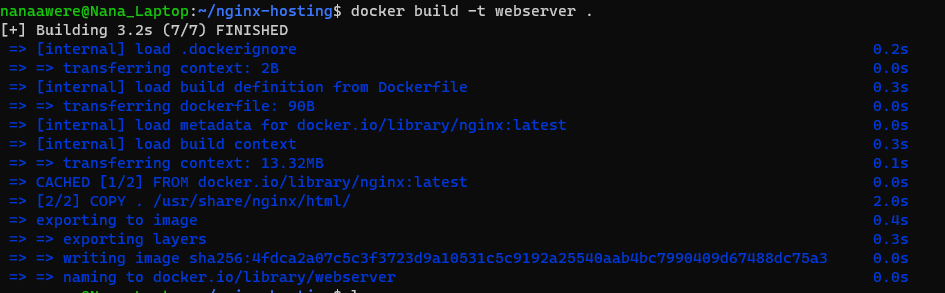 nanaawere@Nana_Laptop:~/nginx-hosting$ docker build -t webserver .
[+] Building 3.2s (7/7) FINISHED
=> [internal] load .dockerignore 0.2s
=> => transferring context: 2B 0.0s
=> [internal] load build definition from Dockerfile 0.3s
=> => transferring dockerfile: 90B 0.0s
=> [internal] load metadata for docker.io/library/nginx:latest 0.0s
=> [internal] load build context 0.3s
=> => transferring context: 13.32MB 0.1s
=> CACHED [1/2] FROM docker.io/library/nginx:latest 0.0s
=> [2/2] COPY . /usr/share/nginx/html/ 2.0s
=> exporting to image 0.4s
=> => exporting layers 0.3s
=> => writing image sha256:4fdca2a07c5c3f3723d9a10531c5c9192a25540aab4bc7990409d67488dc75a3 0.0s
=> => naming to docker.io/library/webserver 0.0s